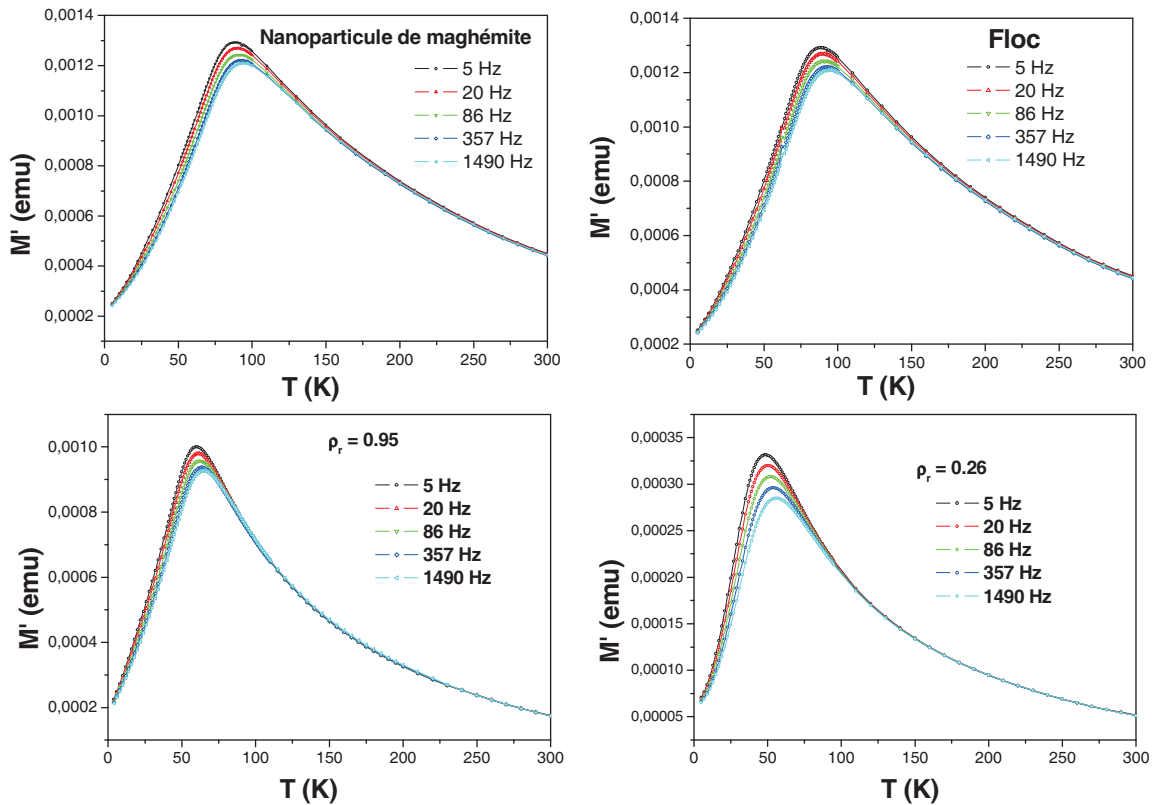 Nanoparticule de maghémite
5 Hz
20 Hz
86 Hz
357 Hz
1490 Hz
0,0014
0,0012
0,0010
0,0008
0,0006
0,0004
0,0002
M' (emu)
0 50 100 150 200 250 300
T (K)
Floc
5 Hz
20 Hz
86 Hz
357 Hz
1490 Hz
0,0014
0,0012
0,0010
0,0008
0,0006
0,0004
0,0002
M' (emu)
0 50 100 150 200 250 300
T (K)
ρr = 0.95
5 Hz
20 Hz
86 Hz
357 Hz
1490 Hz
0,0010
0,0008
0,0006
0,0004
0,0002
M' (emu)
0 50 100 150 200 250 300
T (K)
ρr = 0.26
5 Hz
20 Hz
86 Hz
357 Hz
1490 Hz
0,00035
0,00030
0,00025
0,00020
0,00015
0,00010
0,00005
M' (emu)
0 50 100 150 200 250 300
T (K)